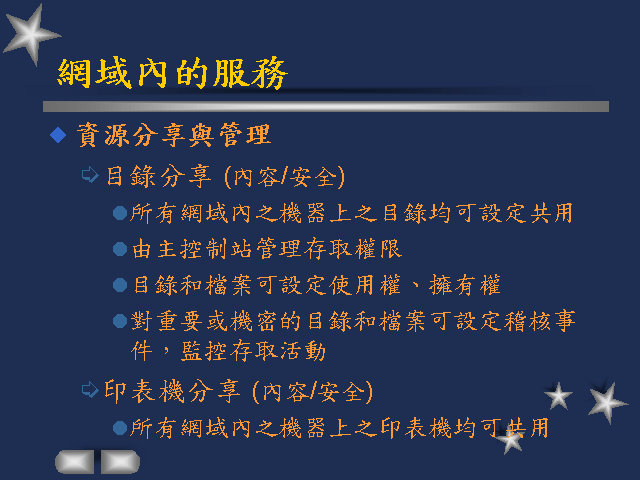 網域內的服務
資源分享與管理
目錄分享 (內容/安全)
所有網域內之機器上之目錄均可設定共用
由主控制站管理存取權限
目錄和檔案可設定使用權、擁有權
對重要或機密的目錄和檔案可設定稽核事
件，監控存取活動
印表機分享 (內容/安全)
所有網域內之機器上之印表機均可共用